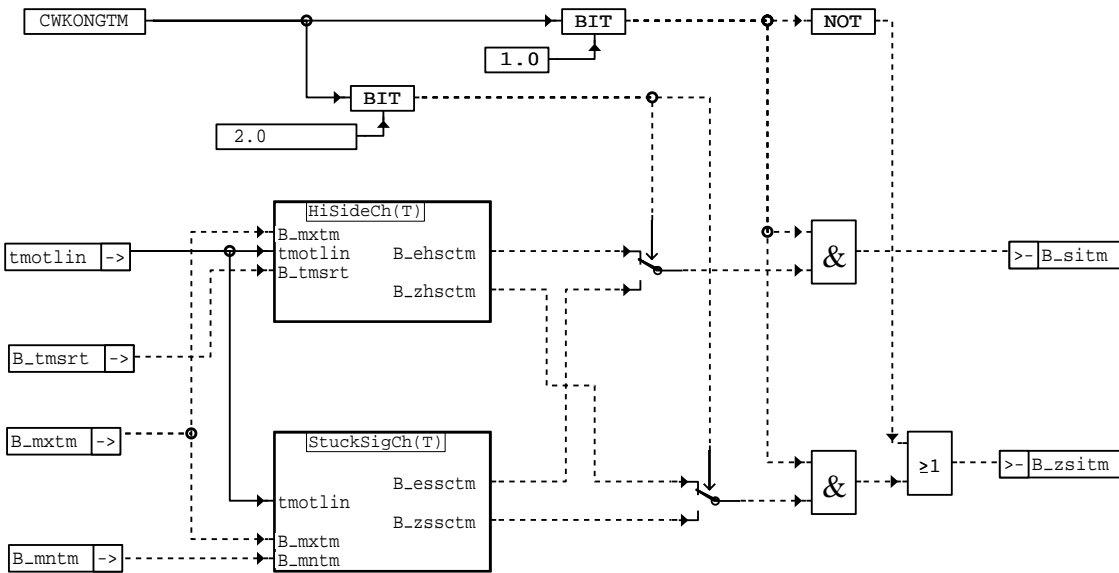 CWKONGTM
BIT
NOT
1.0
BIT
2.0
HiSideCh(T)
B_mxtm
tmotlin
B_tmsrt
B_ehsctm
B_zhsctm
&
tmotlin ->
>- B_sitm
B_tmsrt ->
B_mxtm ->
StuckSigCh(T)
tmotlin
B_mxtm
B_mntm
B_essctm
B_zssctm
&
≥1
>- B_zsitm
B_mntm ->